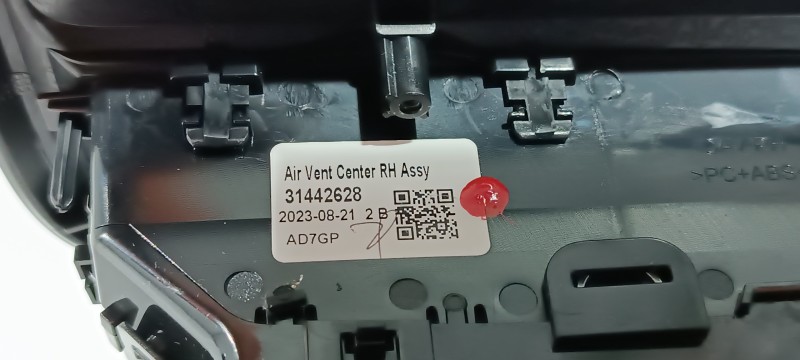 Air Vent Center RH Assy
31442628
2023-08-21 2 B
AD7GP
>PC+ABS